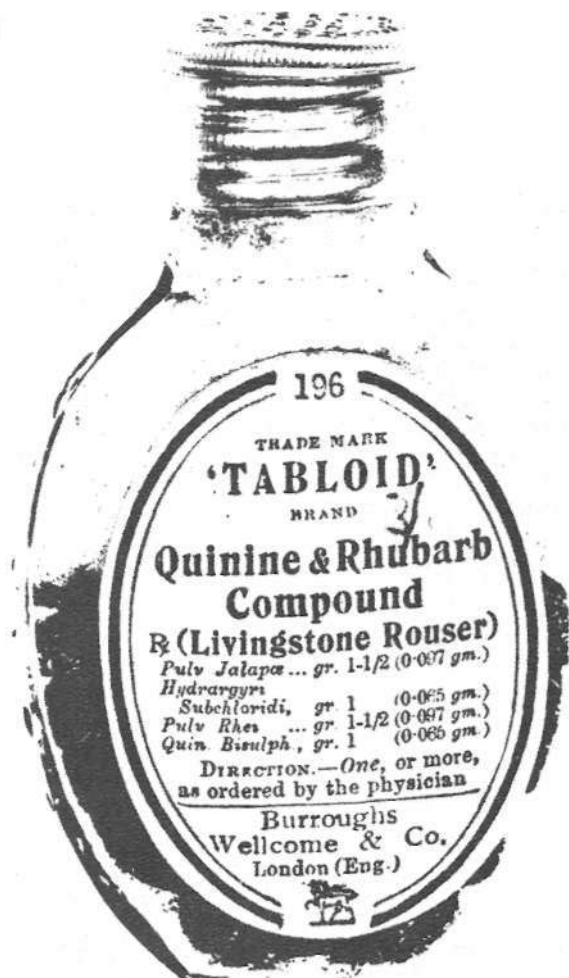 196
TRADE MARK
'TABLOID'
BRAND
Quinine & Rhubarb
Compound
℞ (Livingstone Rouser)
Pulv Jalapæ ... gr. 1-1/2 (0·097 gm.)
Hydrargyri
Subchloridi, gr 1 (0·065 gm.)
Pulv Rhei ... gr 1-1/2 (0·097 gm.)
Quin. Bisulph., gr. 1 (0·065 gm.)
DIRECTION.—One, or more,
as ordered by the physician
Burroughs
Wellcome & Co.
London (Eng.)